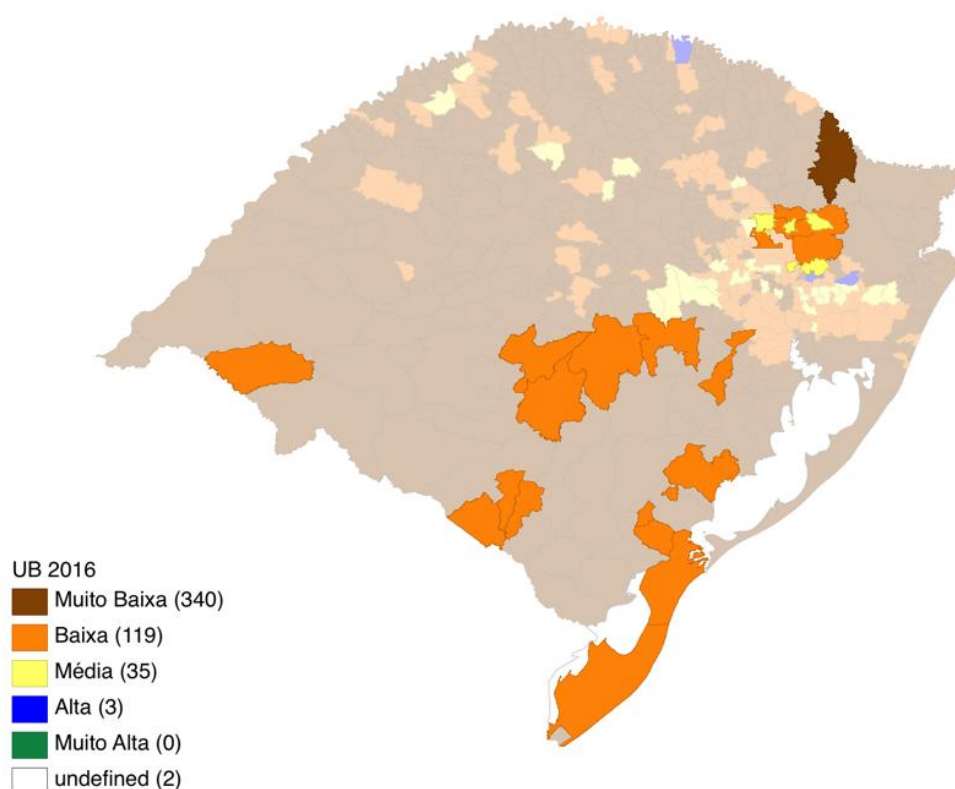 UB 2016
Muito Baixa (340)
Baixa (119)
Média (35)
Alta (3)
Muito Alta (0)
undefined (2)